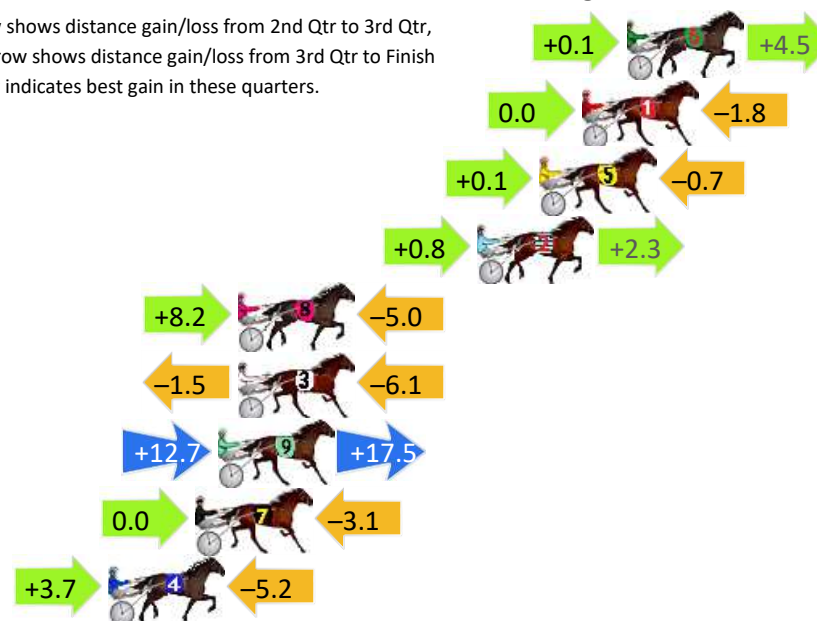 shows distance gain/loss from 2nd Qtr to 3rd Qtr,
row shows distance gain/loss from 3rd Qtr to Finish
indicates best gain in these quarters.
+0.1 6 +4.5
0.0 1 –1.8
+0.1 5 –0.7
+0.8 2 +2.3
+8.2 8 –5.0
–1.5 3 –6.1
+12.7 9 +17.5
0.0 7 –3.1
+3.7 4 –5.2